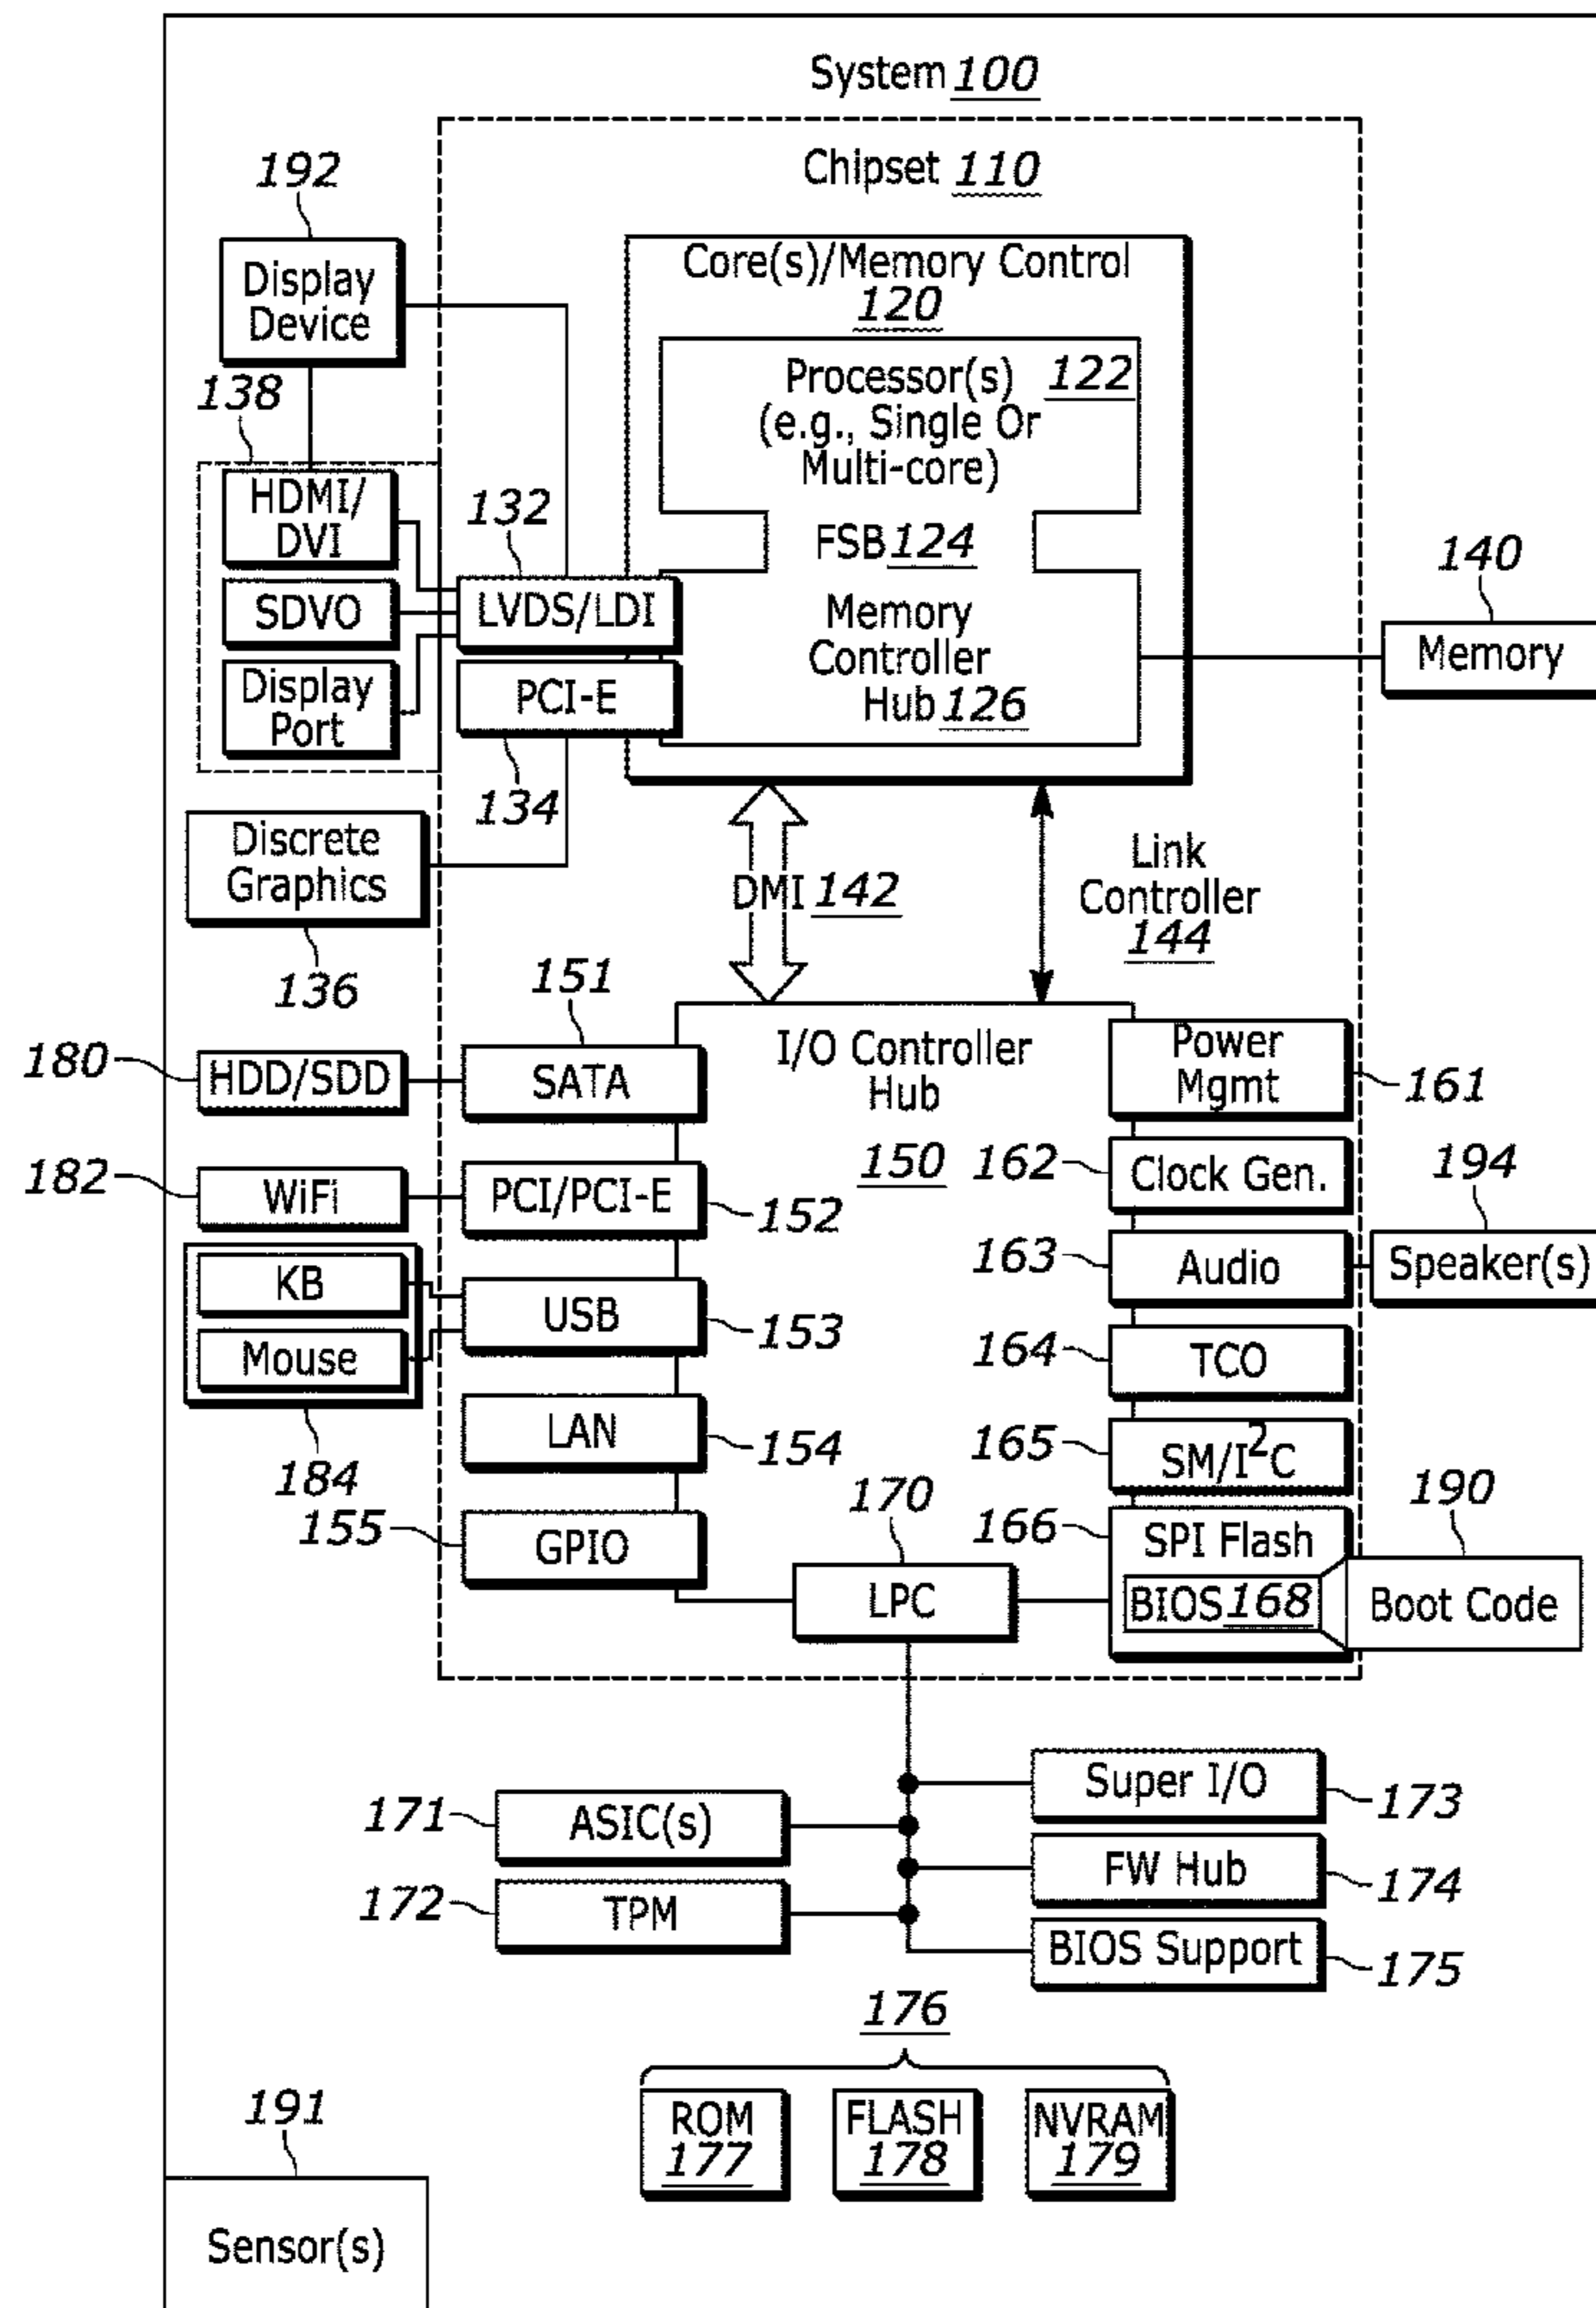 System 100
Chipset 110
192
Display
Device
Core(s)/Memory Control
120
Processor(s) 122
(e.g., Single Or
Multi-core)
FSB 124
Memory
Controller
Hub 126
138
HDMI/
DVI
SDVO
Display
Port
132
LVDS/LDI
PCI-E
134
140
Memory
Discrete
Graphics
136
DMI 142
Link
Controller
144
151
180
HDD/SDD
SATA
I/O Controller
Hub
150
Power
Mgmt
161
182
WiFi
PCI/PCI-E
152
162
Clock Gen.
194
KB
Mouse
184
USB
153
163
Audio
Speaker(s)
164
TCO
LAN
154
165
SM/I²C
155
GPIO
170
LPC
166
SPI Flash
BIOS 168
190
Boot Code
171
ASIC(s)
172
TPM
Super I/O
173
FW Hub
174
BIOS Support
175
176
ROM
177
FLASH
178
NVRAM
179
191
Sensor(s)